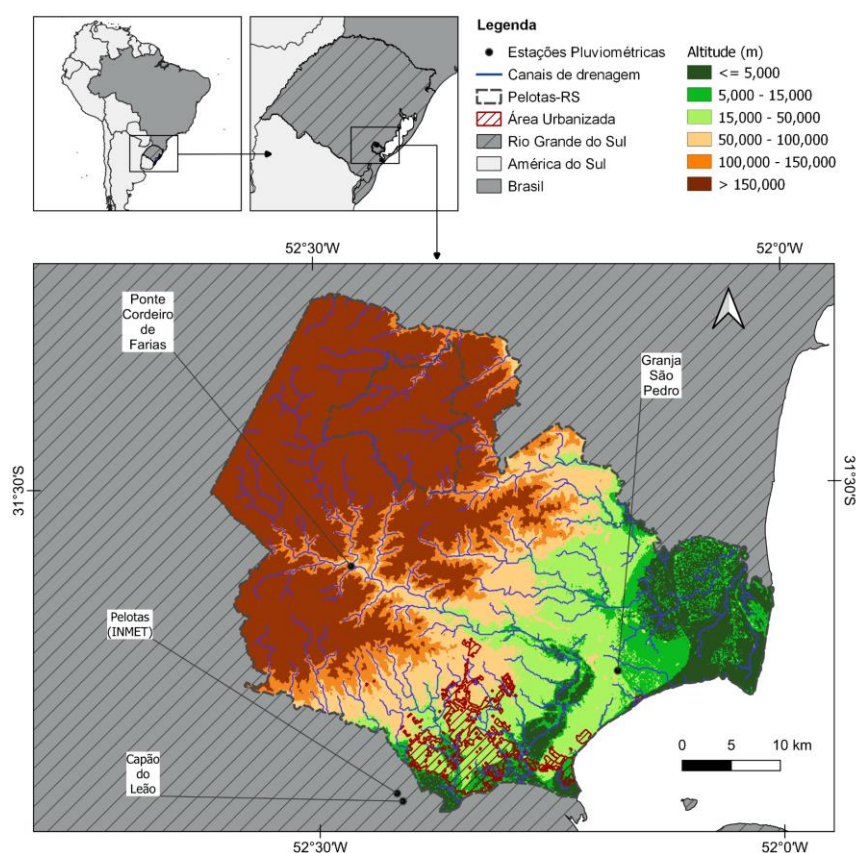 Legenda
Estações Pluviométricas
Canais de drenagem
Pelotas-RS
Área Urbanizada
Rio Grande do Sul
América do Sul
Brasil
Altitude (m)
<= 5,000
5,000 - 15,000
15,000 - 50,000
50,000 - 100,000
100,000 - 150,000
> 150,000
52°30'W
52°0'W
Ponte
Cordeiro
de
Farias
Granja
São
Pedro
31°30'S
31°30'S
Pelotas
(INMET)
Capão
do
Leão
0 5 10 km
52°30'W
52°0'W